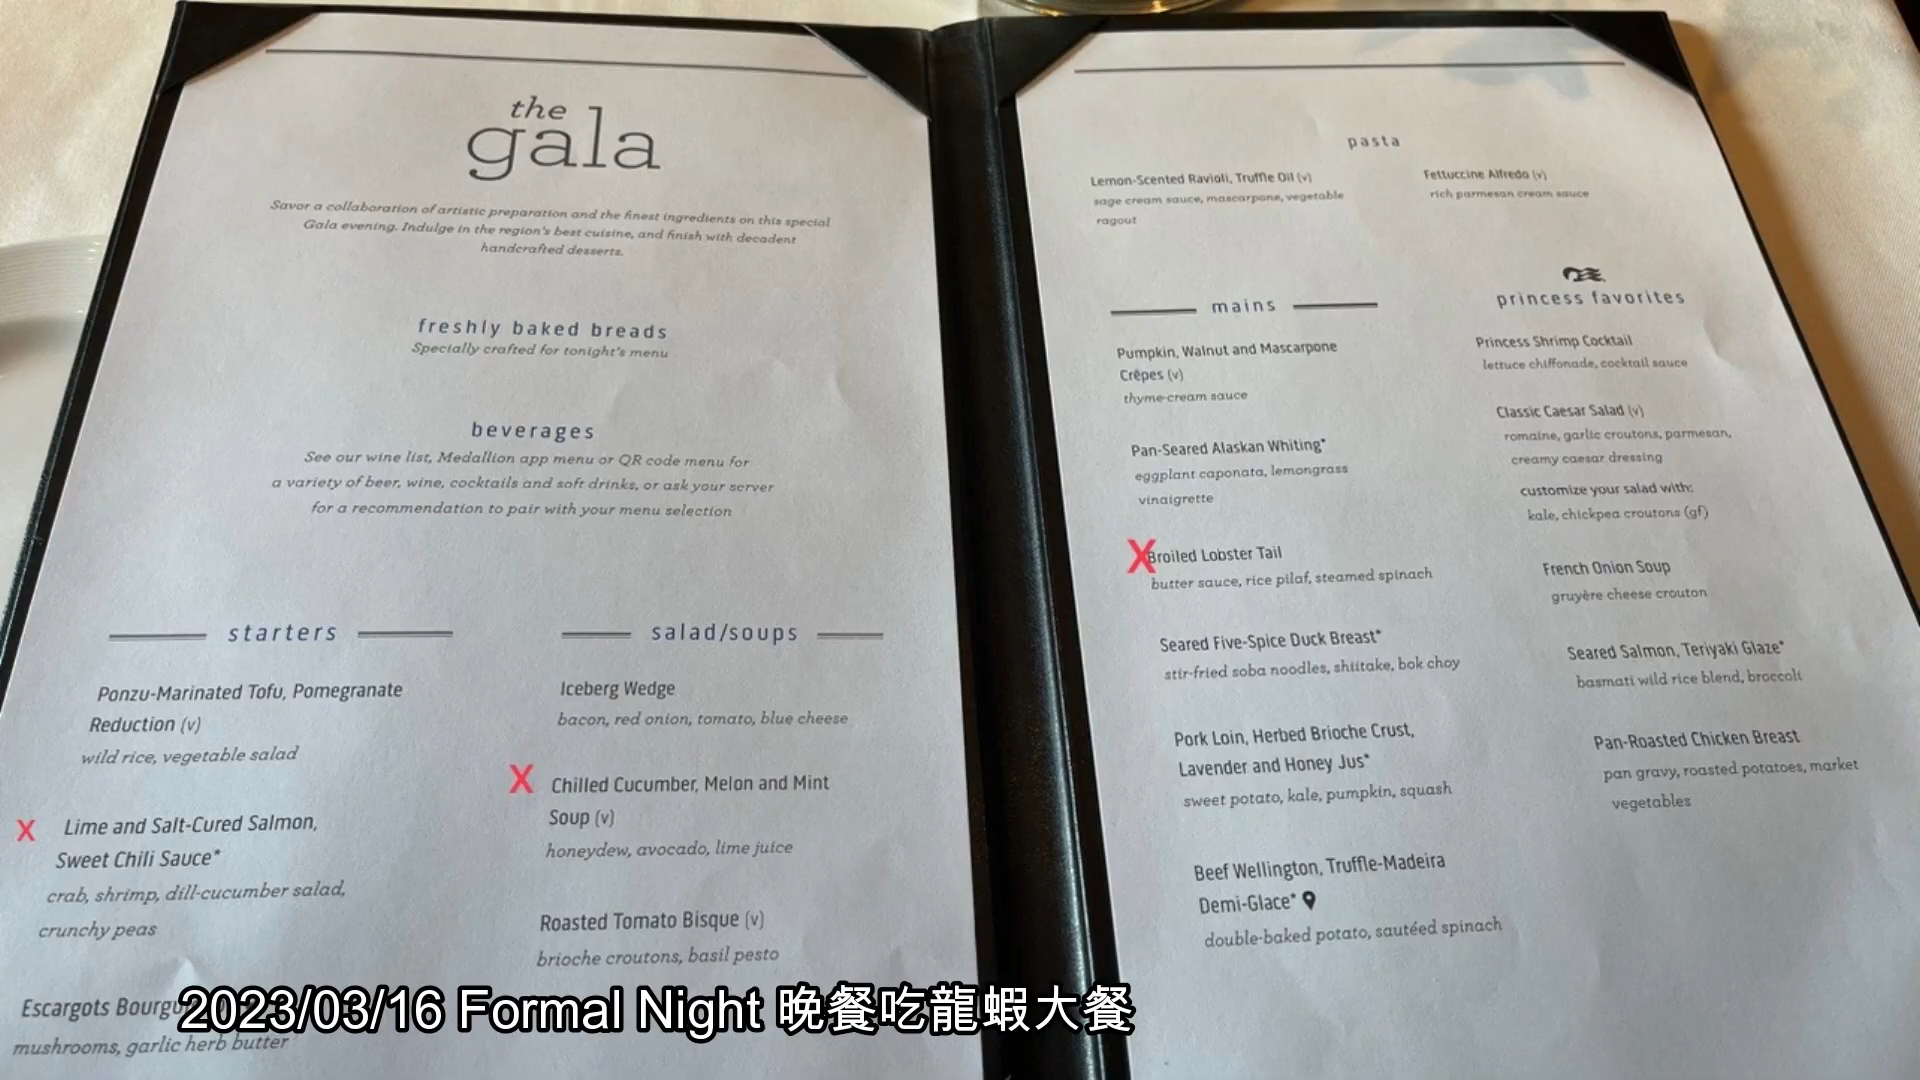 the
gala
Savor a collaboration of artistic preparation and the finest ingredients on this special
Gala evening. Indulge in the region's best cuisine, and finish with decadent
handcrafted desserts.
freshly baked breads
Specially crafted for tonight's menu
beverages
See our wine list, Medallion app menu or QR code menu for
a variety of beer, wine, cocktails and soft drinks, or ask your server
for a recommendation to pair with your menu selection
starters
Ponzu-Marinated Tofu, Pomegranate
Reduction (v)
wild rice, vegetable salad
X Lime and Salt-Cured Salmon,
Sweet Chili Sauce*
crab, shrimp, dill-cucumber salad,
crunchy peas
Escargots
mushrooms, garlic herb butter
salad/soups
Iceberg Wedge
bacon, red onion, tomato, blue cheese
X Chilled Cucumber, Melon and Mint
Soup (v)
honeydew, avocado, lime juice
Roasted Tomato Bisque (v)
brioche croutons, basil pesto
pasta
Lemon-Scented Ravioli, Truffle Oil (v)
sage cream sauce, mascarpone, vegetable
ragout
Fettuccine Alfredo (v)
rich parmesan cream sauce
mains
Pumpkin, Walnut and Mascarpone
Crêpes (v)
thyme-cream sauce
Pan-Seared Alaskan Whiting*
eggplant caponata, lemongrass
vinaigrette
X Broiled Lobster Tail
butter sauce, rice pilaf, steamed spinach
Seared Five-Spice Duck Breast*
stir-fried soba noodles, shiitake, bok choy
Pork Loin, Herbed Brioche Crust,
Lavender and Honey Jus*
sweet potato, kale, pumpkin, squash
Beef Wellington, Truffle-Madeira
Demi-Glace*
double-baked potato, sautéed spinach
princess favorites
Princess Shrimp Cocktail
lettuce chiffonade, cocktail sauce
Classic Caesar Salad (v)
romaine, garlic croutons, parmesan,
creamy caesar dressing
customize your salad with:
kale, chickpea croutons (gf)
French Onion Soup
gruyère cheese crouton
Seared Salmon, Teriyaki Glaze*
basmati wild rice blend, broccoli
Pan-Roasted Chicken Breast
pan gravy, roasted potatoes, market
vegetables
2023/03/16 Formal Night 晚餐吃龍蝦大餐